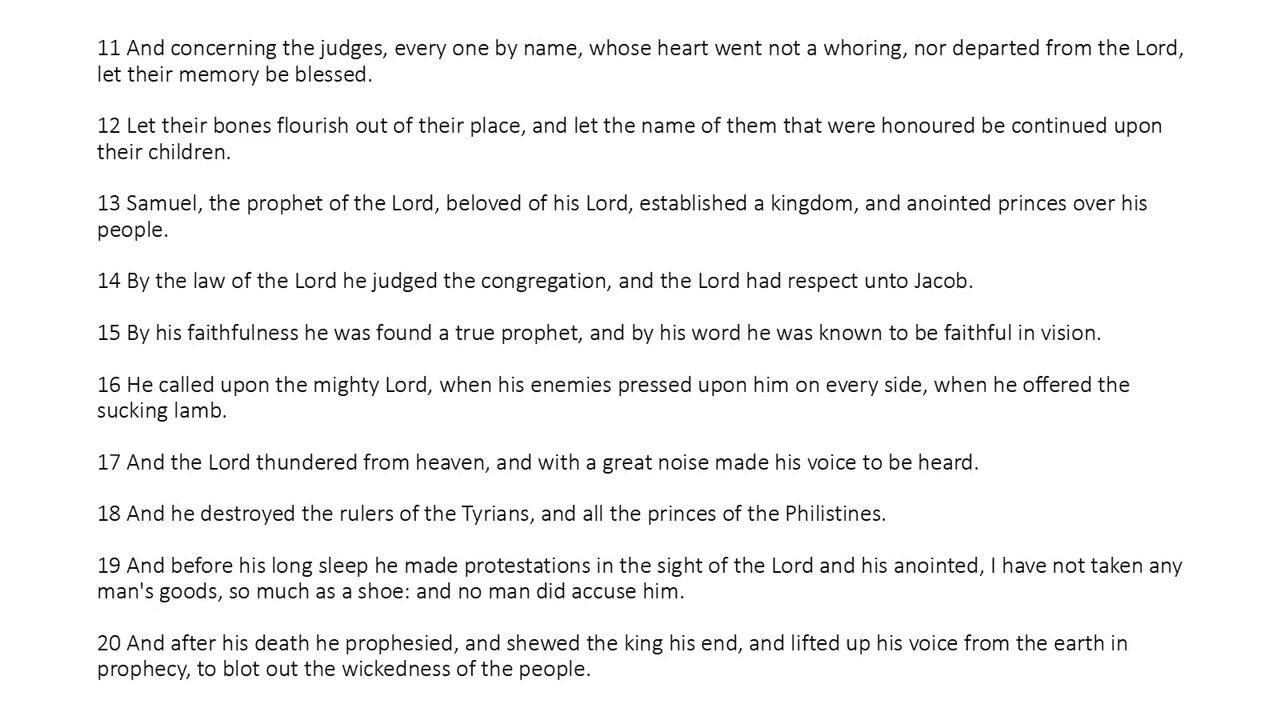 11 And concerning the judges, every one by name, whose heart went not a whoring, nor departed from the Lord,
let their memory be blessed.
12 Let their bones flourish out of their place, and let the name of them that were honoured be continued upon
their children.
13 Samuel, the prophet of the Lord, beloved of his Lord, established a kingdom, and anointed princes over his
people.
14 By the law of the Lord he judged the congregation, and the Lord had respect unto Jacob.
15 By his faithfulness he was found a true prophet, and by his word he was known to be faithful in vision.
16 He called upon the mighty Lord, when his enemies pressed upon him on every side, when he offered the
sucking lamb.
17 And the Lord thundered from heaven, and with a great noise made his voice to be heard.
18 And he destroyed the rulers of the Tyrians, and all the princes of the Philistines.
19 And before his long sleep he made protestations in the sight of the Lord and his anointed, I have not taken any
man's goods, so much as a shoe: and no man did accuse him.
20 And after his death he prophesied, and shewed the king his end, and lifted up his voice from the earth in
prophecy, to blot out the wickedness of the people.